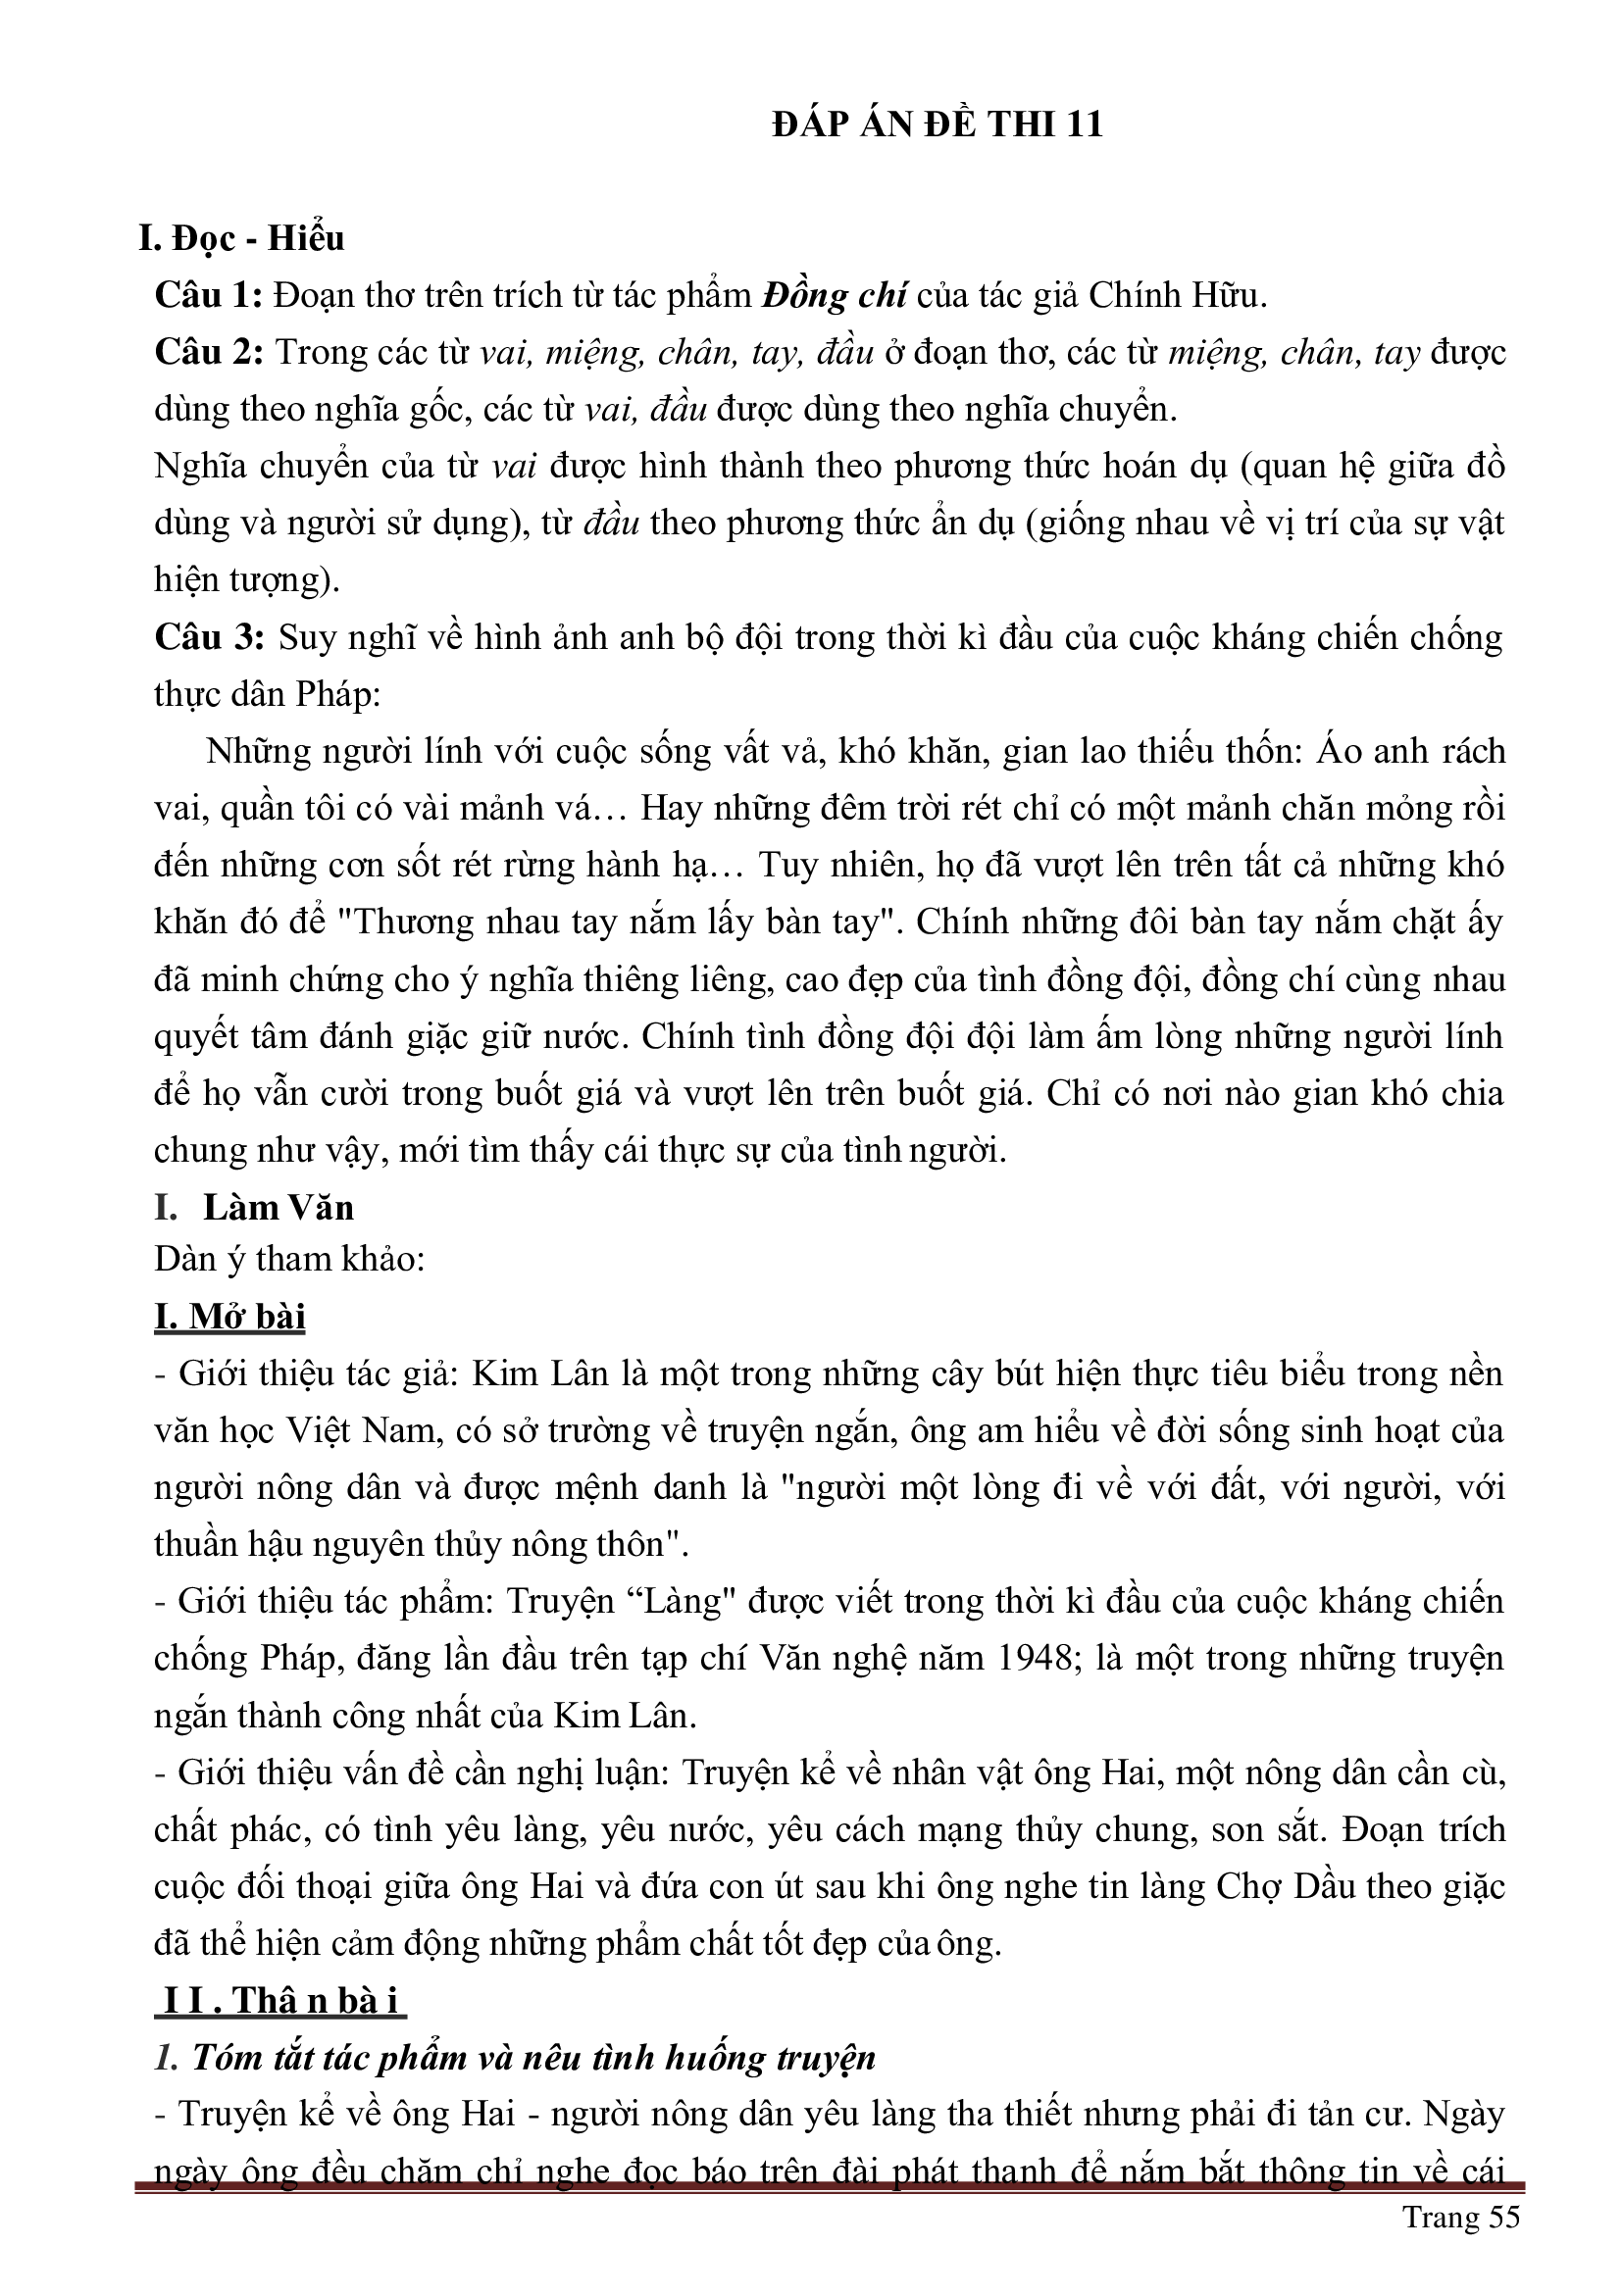 ĐÁP ÁN ĐỀ THI 11
I. Đọc - Hiểu
Câu 1: Đoạn thơ trên trích từ tác phẩm Đồng chí của tác giả Chính Hữu.
Câu 2: Trong các từ vai, miệng, chân, tay, đầu ở đoạn thơ, các từ miệng, chân, tay được
dùng theo nghĩa gốc, các từ vai, đầu được dùng theo nghĩa chuyển.
Nghĩa chuyển của từ vai được hình thành theo phương thức hoán dụ (quan hệ giữa đồ
dùng và người sử dụng), từ đầu theo phương thức ẩn dụ (giống nhau về vị trí của sự vật
hiện tượng).
Câu 3: Suy nghĩ về hình ảnh anh bộ đội trong thời kì đầu của cuộc kháng chiến chống
thực dân Pháp:
Những người lính với cuộc sống vất vả, khó khăn, gian lao thiếu thốn: Áo anh rách
vai, quần tôi có vài mảnh vá… Hay những đêm trời rét chỉ có một mảnh chăn mỏng rồi
đến những cơn sốt rét rừng hành hạ… Tuy nhiên, họ đã vượt lên trên tất cả những khó
khăn đó để "Thương nhau tay nắm lấy bàn tay". Chính những đôi bàn tay nắm chặt ấy
đã minh chứng cho ý nghĩa thiêng liêng, cao đẹp của tình đồng đội, đồng chí cùng nhau
quyết tâm đánh giặc giữ nước. Chính tình đồng đội đội làm ấm lòng những người lính
để họ vẫn cười trong buốt giá và vượt lên trên buốt giá. Chỉ có nơi nào gian khó chia
chung như vậy, mới tìm thấy cái thực sự của tình người.
I. Làm Văn
Dàn ý tham khảo:
I. Mở bài
- Giới thiệu tác giả: Kim Lân là một trong những cây bút hiện thực tiêu biểu trong nền
văn học Việt Nam, có sở trường về truyện ngắn, ông am hiểu về đời sống sinh hoạt của
người nông dân và được mệnh danh là "người một lòng đi về với đất, với người, với
thuần hậu nguyên thủy nông thôn".
- Giới thiệu tác phẩm: Truyện “Làng" được viết trong thời kì đầu của cuộc kháng chiến
chống Pháp, đăng lần đầu trên tạp chí Văn nghệ năm 1948; là một trong những truyện
ngắn thành công nhất của Kim Lân.
- Giới thiệu vấn đề cần nghị luận: Truyện kể về nhân vật ông Hai, một nông dân cần cù,
chất phác, có tình yêu làng, yêu nước, yêu cách mạng thủy chung, son sắt. Đoạn trích
cuộc đối thoại giữa ông Hai và đứa con út sau khi ông nghe tin làng Chợ Dầu theo giặc
đã thể hiện cảm động những phẩm chất tốt đẹp của ông.
I I . Thâ n bà i
1. Tóm tắt tác phẩm và nêu tình huống truyện
- Truyện kể về ông Hai - người nông dân yêu làng tha thiết nhưng phải đi tản cư. Ngày
ngày ông đều chăm chỉ nghe đọc báo trên đài phát thanh để nắm bắt thông tin về cái
Trang 55